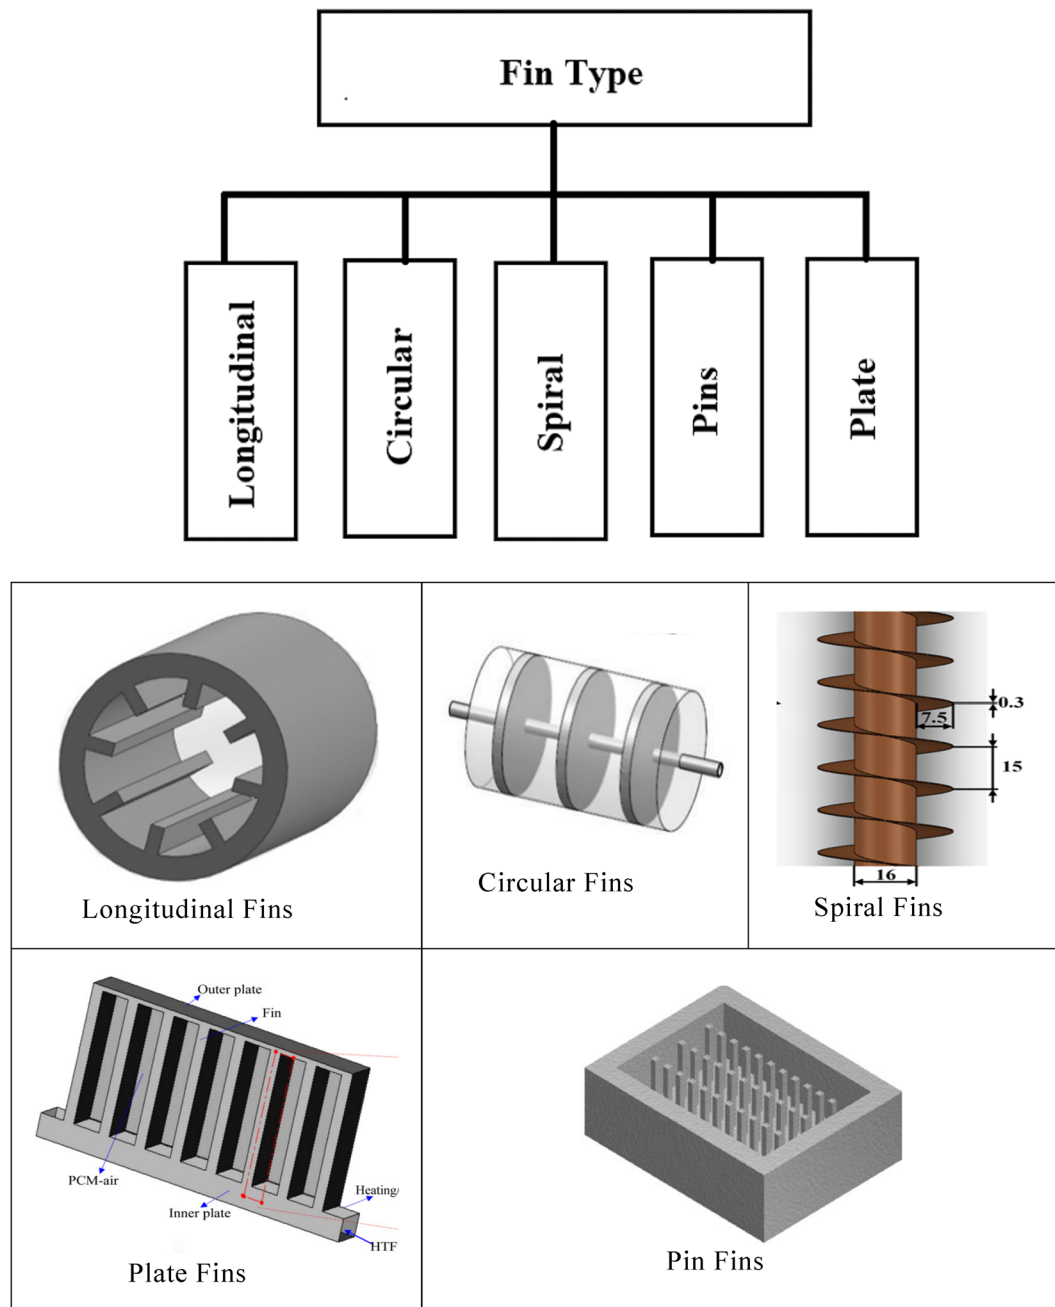 Fin Type
Longitudinal
Circular
Spiral
Pins
Plate
Longitudinal Fins
Circular Fins
0.3
7.5
15
16
Spiral Fins
Outer plate
Fin
PCM-air
Inner plate
Heating/
HTF
Plate Fins
Pin Fins